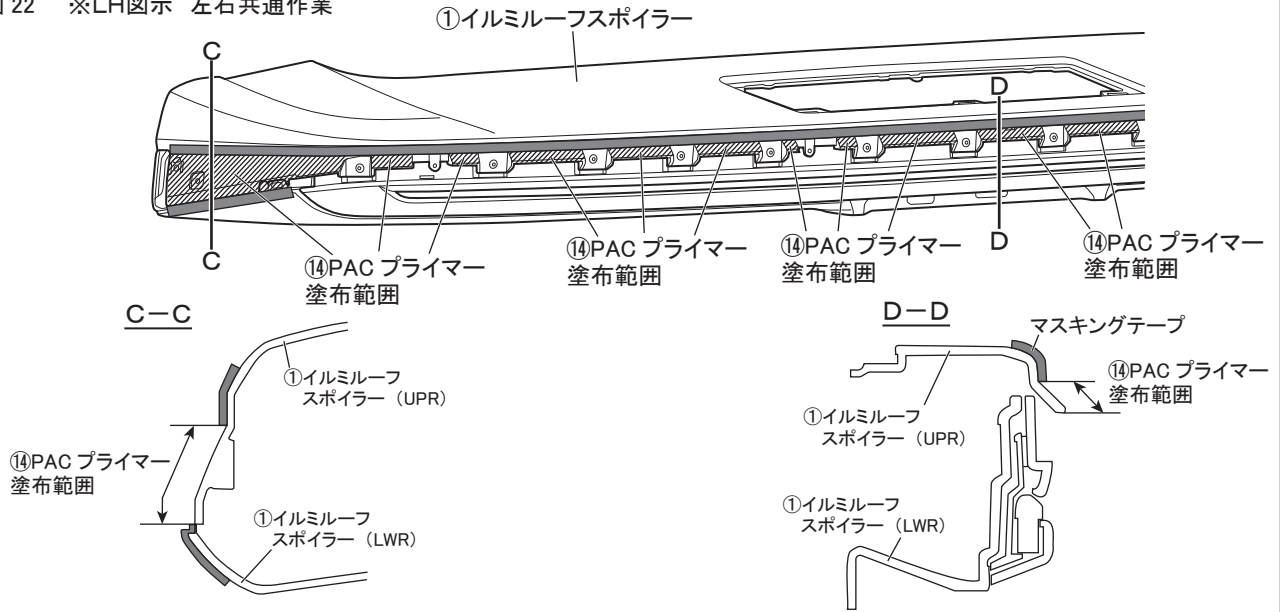 22 ※LH図示 左右共通作業
①イルミルーフスポイラー
C
D
C
D
⑭PAC プライマー
塗布範囲
⑭PAC プライマー
塗布範囲
⑭PAC プライマー
塗布範囲
⑭PAC プライマー
塗布範囲
C－C
①イルミルーフ
スポイラー（UPR）
⑭PAC プライマー
塗布範囲
①イルミルーフ
スポイラー（LWR）
D－D
マスキングテープ
⑭PAC プライマー
塗布範囲
①イルミルーフ
スポイラー（UPR）
①イルミルーフ
スポイラー（LWR）